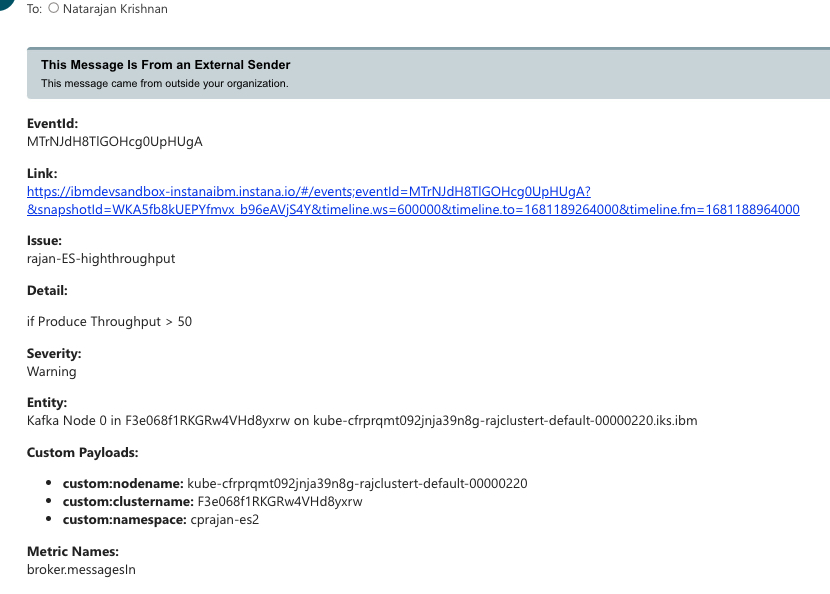 To: Natarajan Krishnan
This Message Is From an External Sender
This message came from outside your organization.
EventId:
MTrNJdH8TlGOHcg0UpHUgA
Link:
https://ibmdevsandbox-instanaibm.instana.io/#/events;eventId=MTrNJdH8TlGOHcg0UpHUgA?
&snapshotId=WKA5fb8kUEPYfmvx_b96eAVjS4Y&timeline.ws=600000&timeline.to=1681189264000&timeline.fm=1681188964000
Issue:
rajan-ES-highthroughput
Detail:
if Produce Throughput > 50
Severity:
Warning
Entity:
Kafka Node 0 in F3e068f1RKGRw4VHd8yxrw on kube-cfrprqmt092jnja39n8g-rajclustert-default-00000220.iks.ibm
Custom Payloads:
• custom:nodename: kube-cfrprqmt092jnja39n8g-rajclustert-default-00000220
• custom:clustername: F3e068f1RKGRw4VHd8yxrw
• custom:namespace: cprajan-es2
Metric Names:
broker.messagesIn